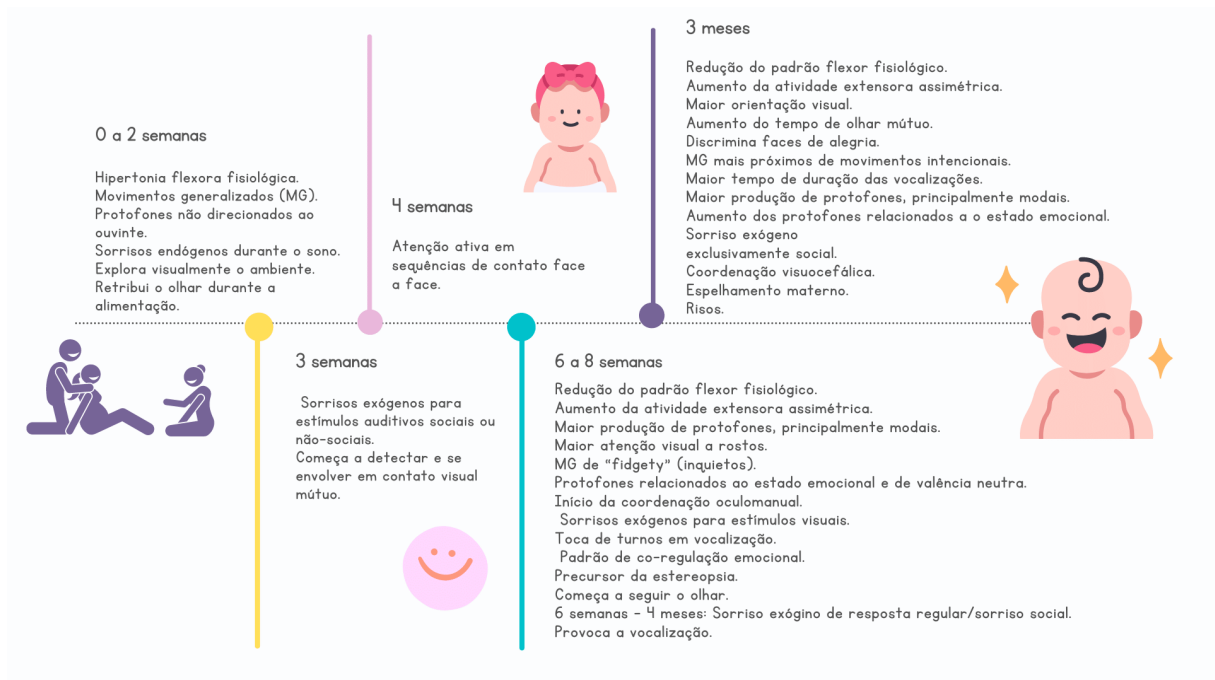 0 a 2 semanas
Hipertonia flexora fisiológica.
Movimentos generalizados (MG).
Protofones não direcionados ao
ouvinte.
Sorrisos endógenos durante o sono.
Explora visualmente o ambiente.
Retribui o olhar durante a
alimentação.
3 semanas
Sorrisos exógenos para
estímulos auditivos sociais ou
não-sociais.
Começa a detectar e se
envolver em contato visual
mútuo.
4 semanas
Atenção ativa em
sequências de contato face
a face.
6 a 8 semanas
Redução do padrão flexor fisiológico.
Aumento da atividade extensora assimétrica.
Maior produção de protofones, principalmente modais.
Maior atenção visual a rostos.
MG de “fidgety” (inquietos).
Protofones relacionados ao estado emocional e de valência neutra.
Início da coordenação oculomanual.
Sorrisos exógenos para estímulos visuais.
Toca de turnos em vocalização.
Padrão de co-regulação emocional.
Precursor da estereopsia.
Começa a seguir o olhar.
6 semanas - 4 meses: Sorriso exógino de resposta regular/sorriso social.
Provoca a vocalização.
3 meses
Redução do padrão flexor fisiológico.
Aumento da atividade extensora assimétrica.
Maior orientação visual.
Aumento do tempo de olhar mútuo.
Discrimina faces de alegria.
MG mais próximos de movimentos intencionais.
Maior tempo de duração das vocalizações.
Maior produção de protofones, principalmente modais.
Aumento dos protofones relacionados a o estado emocional.
Sorriso exógeno
exclusivamente social.
Coordenação visuocefálica.
Espelhamento materno.
Risos.